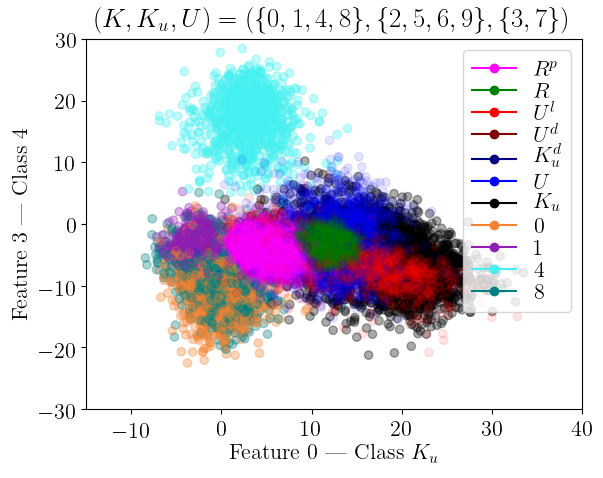 (K, K_u, U) = ({0, 1, 4, 8}, {2, 5, 6, 9}, {3, 7})
30
20
10
0
−10
−20
−30
Feature 3 — Class 4
R^p
R
U^l
U^d
K_u^d
U
K_u
0
1
4
8
−10
0
10
20
30
40
Feature 0 — Class K_u